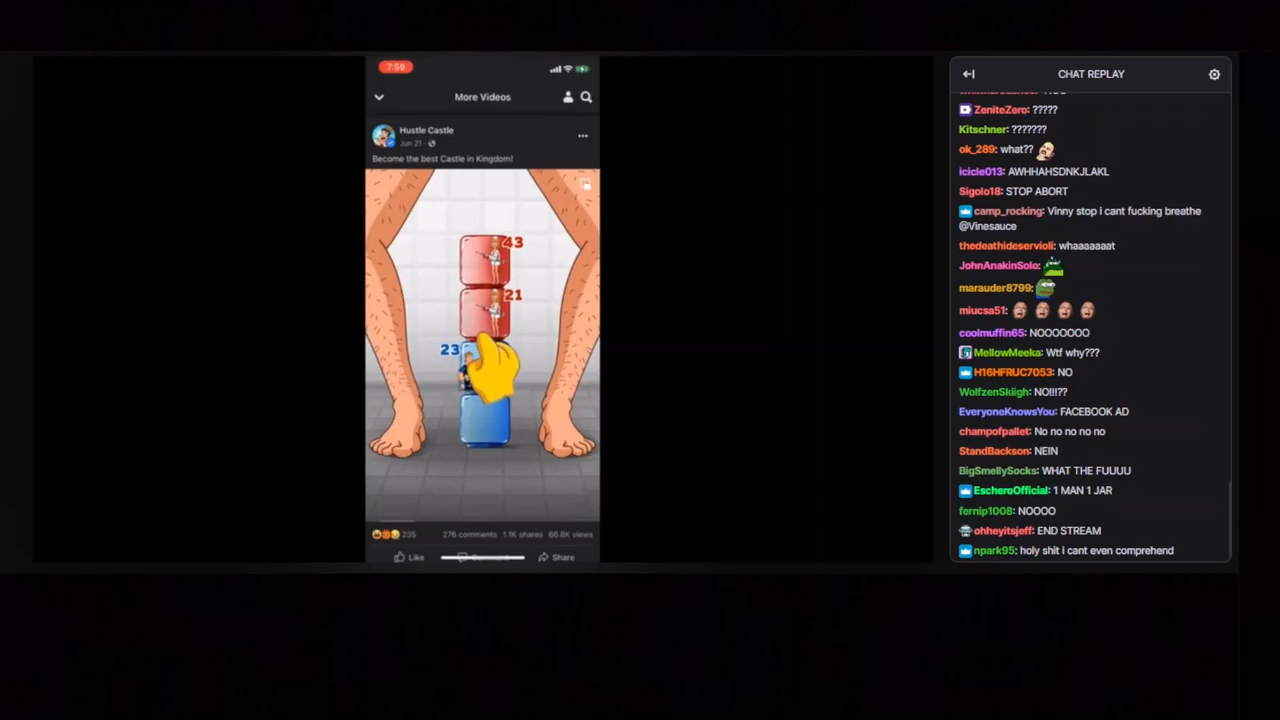 7:59
More Videos
Hustle Castle
Jun 21 ·
Become the best Castle in Kingdom!
43
21
23
235
276 comments 1.1K shares 66.8K views
Like
Share
CHAT REPLAY
ZeniteZero: ?????
Kitschner: ???????
ok_289: what??
icicle013: AWHHAHSDNKJLAKL
Sigolo18: STOP ABORT
camp_rocking: Vinny stop i cant fucking breathe
@Vinesauce
thedeathideservioli: whaaaaaaat
JohnAnakinSolo:
marauder8799:
miucsa51:
coolmuffin65: NOOOOOOO
MellowMeeka: Wtf why???
H16HFRUC7053: NO
WolfzenSkiigh: NO!!!??
EveryoneKnowsYou: FACEBOOK AD
champofpallet: No no no no no
StandBackson: NEIN
BigSmellySocks: WHAT THE FUUUU
EscheroOfficial: 1 MAN 1 JAR
fernip1008: NOOOO
ohheyitsjeff: END STREAM
npark95: holy shit i cant even comprehend